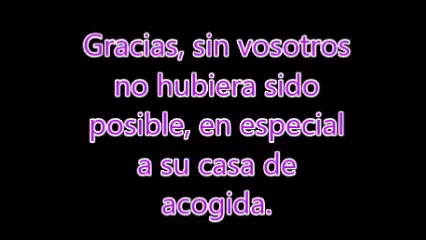 Gracias, sin vosotros
no hubiera sido
posible, en especial
a su casa de
acogida.